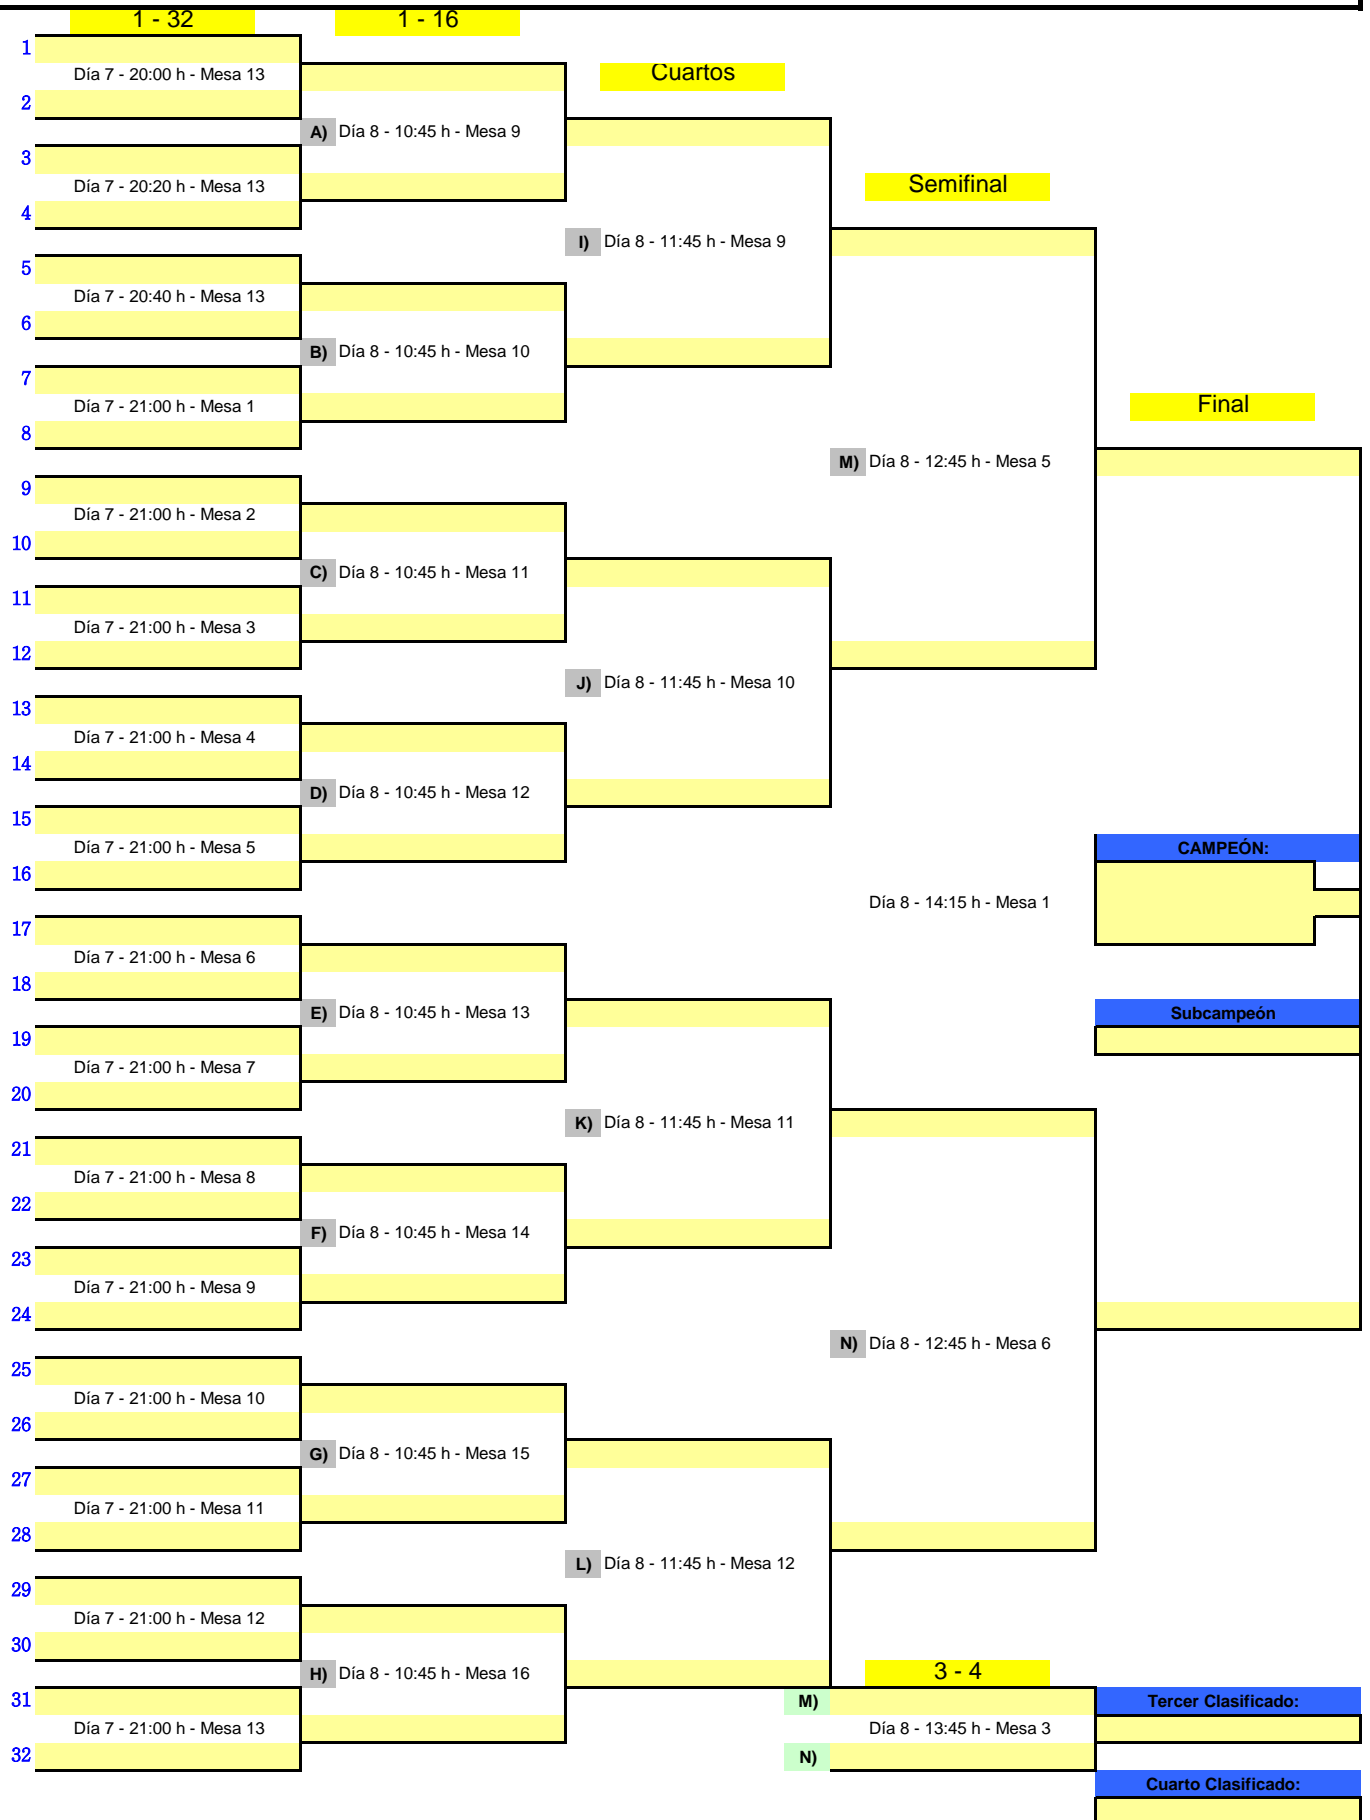 1 - 32
1 - 16
1
Día 7 - 20:00 h - Mesa 13
Cuartos
2
A) Día 8 - 10:45 h - Mesa 9
3
Día 7 - 20:20 h - Mesa 13
Semifinal
4
I) Día 8 - 11:45 h - Mesa 9
5
Día 7 - 20:40 h - Mesa 13
6
B) Día 8 - 10:45 h - Mesa 10
7
Día 7 - 21:00 h - Mesa 1
Final
8
M) Día 8 - 12:45 h - Mesa 5
9
Día 7 - 21:00 h - Mesa 2
10
C) Día 8 - 10:45 h - Mesa 11
11
Día 7 - 21:00 h - Mesa 3
12
J) Día 8 - 11:45 h - Mesa 10
13
Día 7 - 21:00 h - Mesa 4
14
D) Día 8 - 10:45 h - Mesa 12
15
Día 7 - 21:00 h - Mesa 5
CAMPEÓN:
16
Día 8 - 14:15 h - Mesa 1
17
Día 7 - 21:00 h - Mesa 6
18
E) Día 8 - 10:45 h - Mesa 13
Subcampeón
19
Día 7 - 21:00 h - Mesa 7
20
K) Día 8 - 11:45 h - Mesa 11
21
Día 7 - 21:00 h - Mesa 8
22
F) Día 8 - 10:45 h - Mesa 14
23
Día 7 - 21:00 h - Mesa 9
24
N) Día 8 - 12:45 h - Mesa 6
25
Día 7 - 21:00 h - Mesa 10
26
G) Día 8 - 10:45 h - Mesa 15
27
Día 7 - 21:00 h - Mesa 11
28
L) Día 8 - 11:45 h - Mesa 12
29
Día 7 - 21:00 h - Mesa 12
30
H) Día 8 - 10:45 h - Mesa 16
3 - 4
31
M)
Tercer Clasificado:
Día 7 - 21:00 h - Mesa 13
Día 8 - 13:45 h - Mesa 3
32
N)
Cuarto Clasificado: